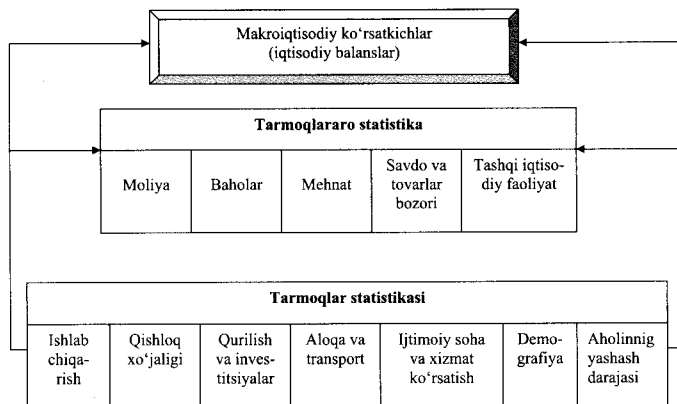 Makroiqtisodiy ko‘rsatkichlar
(iqtisodiy balanslar)
Tarmoqlararo statistika
Moliya
Baholar
Mehnat
Savdo va
tovarlar
bozori
Tashqi iqtiso-
diy faoliyat
Tarmoqlar statistikasi
Ishlab
chiqa-
rish
Qishloq
xo‘jaligi
Qurilish
va inves-
titsiyalar
Aloqa va
transport
Ijtimoiy soha
va xizmat
ko‘rsatish
Demo-
grafiya
Aholinnig
yashash
darajasi